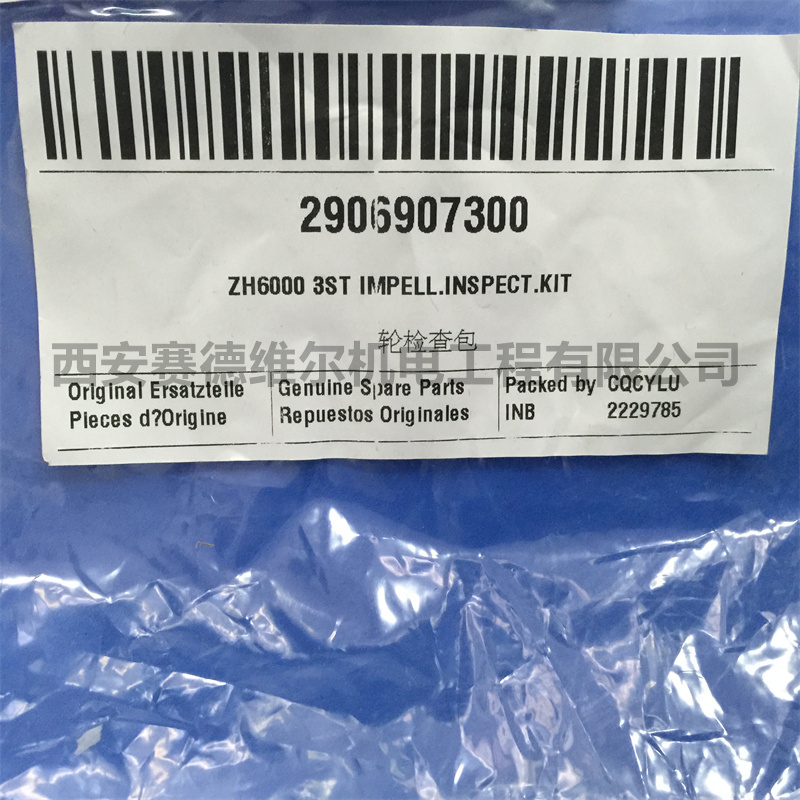 2906907300
ZH6000 3ST IMPELL.INSPECT.KIT
轮检查包
西安赛德维尔机电工程有限公司
Original Ersatzteile
Pieces d?Origine
Genuine Spare Parts
Repuestos Originales
Packed by CQCYLU
INB 2229785